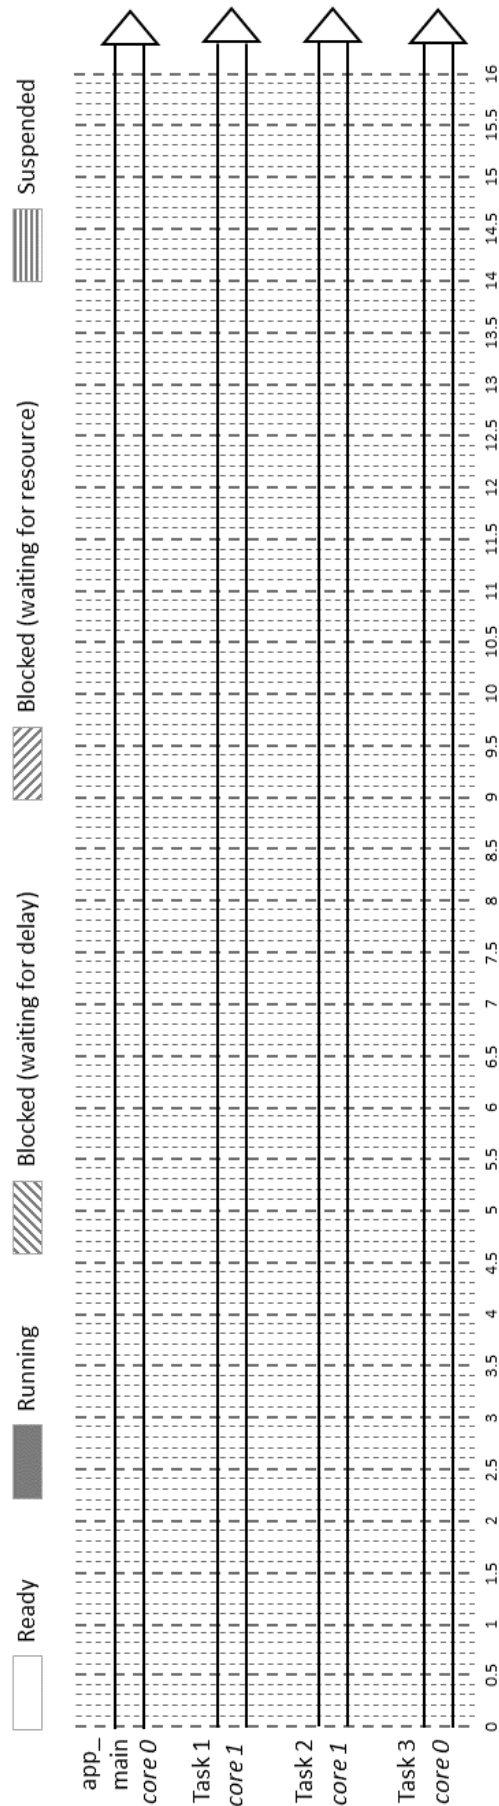 Ready Running Blocked (waiting for delay) Blocked (waiting for resource) Suspended
app_
main
core 0
Task 1
core 1
Task 2
core 1
Task 3
core 0
0 0.5 1 1.5 2 2.5 3 3.5 4 4.5 5 5.5 6 6.5 7 7.5 8 8.5 9 9.5 10 10.5 11 11.5 12 12.5 13 13.5 14 14.5 15 15.5 16